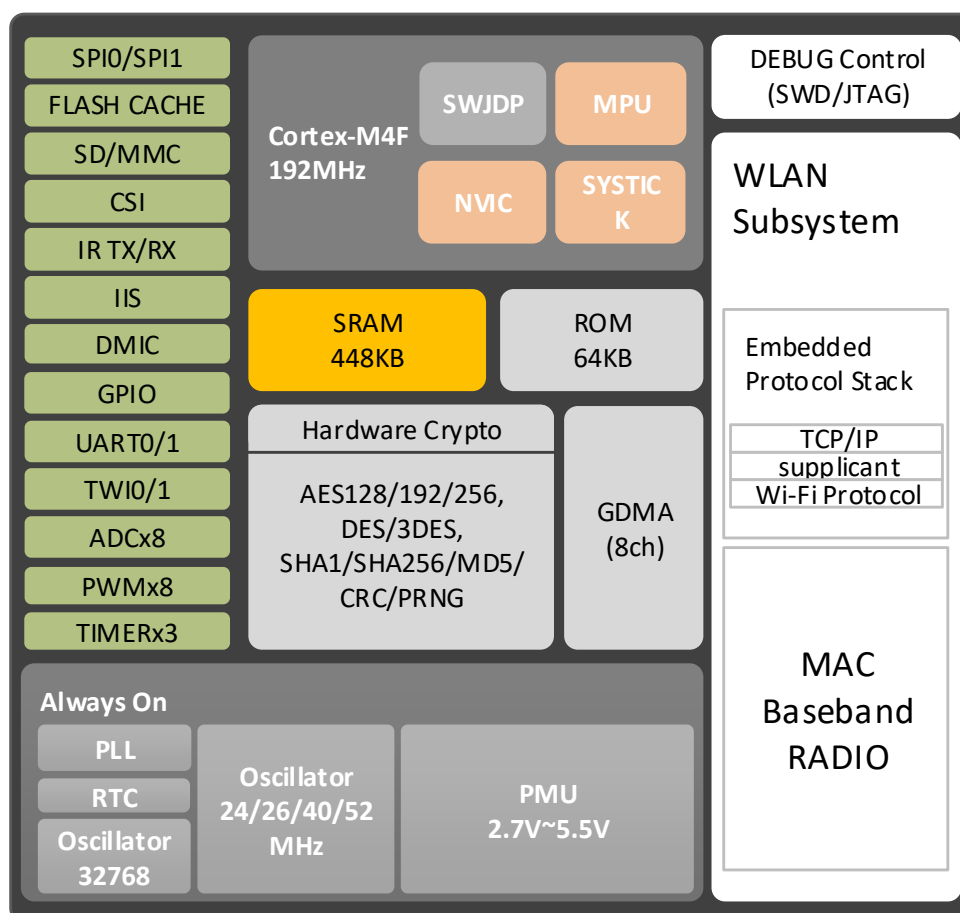 SPI0/SPI1
FLASH CACHE
SD/MMC
CSI
IR TX/RX
IIS
DMIC
GPIO
UART0/1
TWI0/1
ADCx8
PWMx8
TIMERx3
Cortex-M4F
192MHz
SWJDP
MPU
NVIC
SYSTIC
K
SRAM
448KB
ROM
64KB
Hardware Crypto
AES128/192/256,
DES/3DES,
SHA1/SHA256/MD5/
CRC/PRNG
GDMA
(8ch)
Always On
PLL
RTC
Oscillator
32768
Oscillator
24/26/40/52
MHz
PMU
2.7V~5.5V
DEBUG Control
(SWD/JTAG)
WLAN
Subsystem
Embedded
Protocol Stack
TCP/IP
supplicant
Wi-Fi Protocol
MAC
Baseband
RADIO